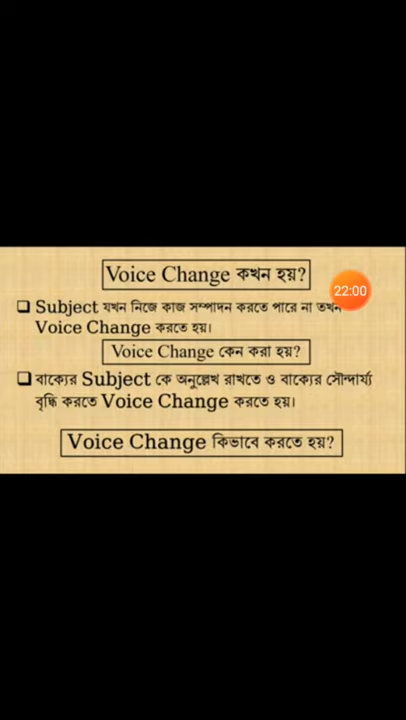 Voice Change কখন হয়?
22:00
❑ Subject যখন নিজে কাজ সম্পাদন করতে পারে না তখন
Voice Change করতে হয়।
Voice Change কেন করা হয়?
❑ বাক্যের Subject কে অনুল্লেখ রাখতে ও বাক্যের সৌন্দার্য্য
বৃদ্ধি করতে Voice Change করতে হয়।
Voice Change কিভাবে করতে হয়?